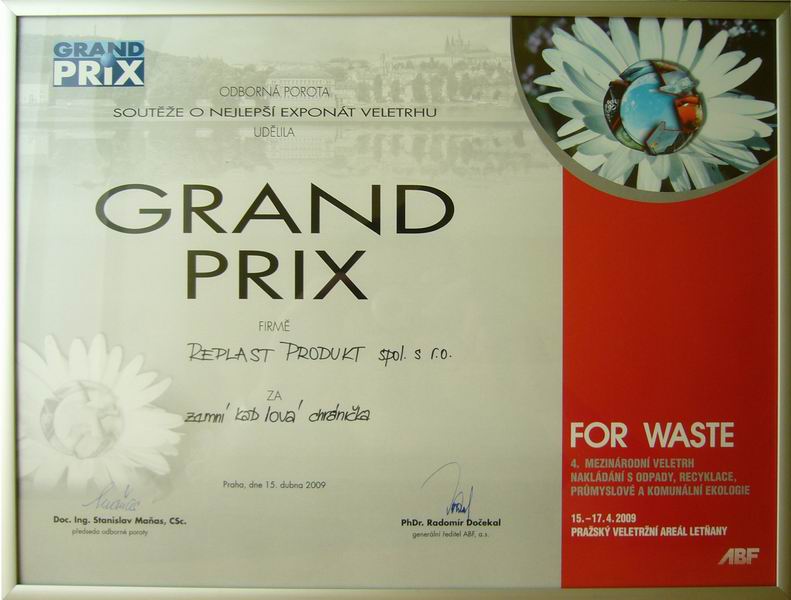 GRAND
PRIX
ODBORNÁ POROTA
SOUTĚŽE O NEJLEPŠÍ EXPONÁT VELETRHU
UDĚLILA
GRAND
PRIX
FIRMĚ
REPLAST PRODUKT spol. s r.o.
ZA
zemní kabelová chránička
Praha, dne 15. dubna 2009
Doc. Ing. Stanislav Maňas, CSc.
předseda odborné poroty
PhDr. Radomír Dočekal
generální ředitel ABF, a.s.
FOR WASTE
4. MEZINÁRODNÍ VELETRH
NAKLÁDÁNÍ S ODPADY, RECYKLACE,
PRŮMYSLOVÉ A KOMUNÁLNÍ EKOLOGIE
15.–17.4.2009
PRAŽSKÝ VELETRŽNÍ AREÁL LETŇANY
ABF